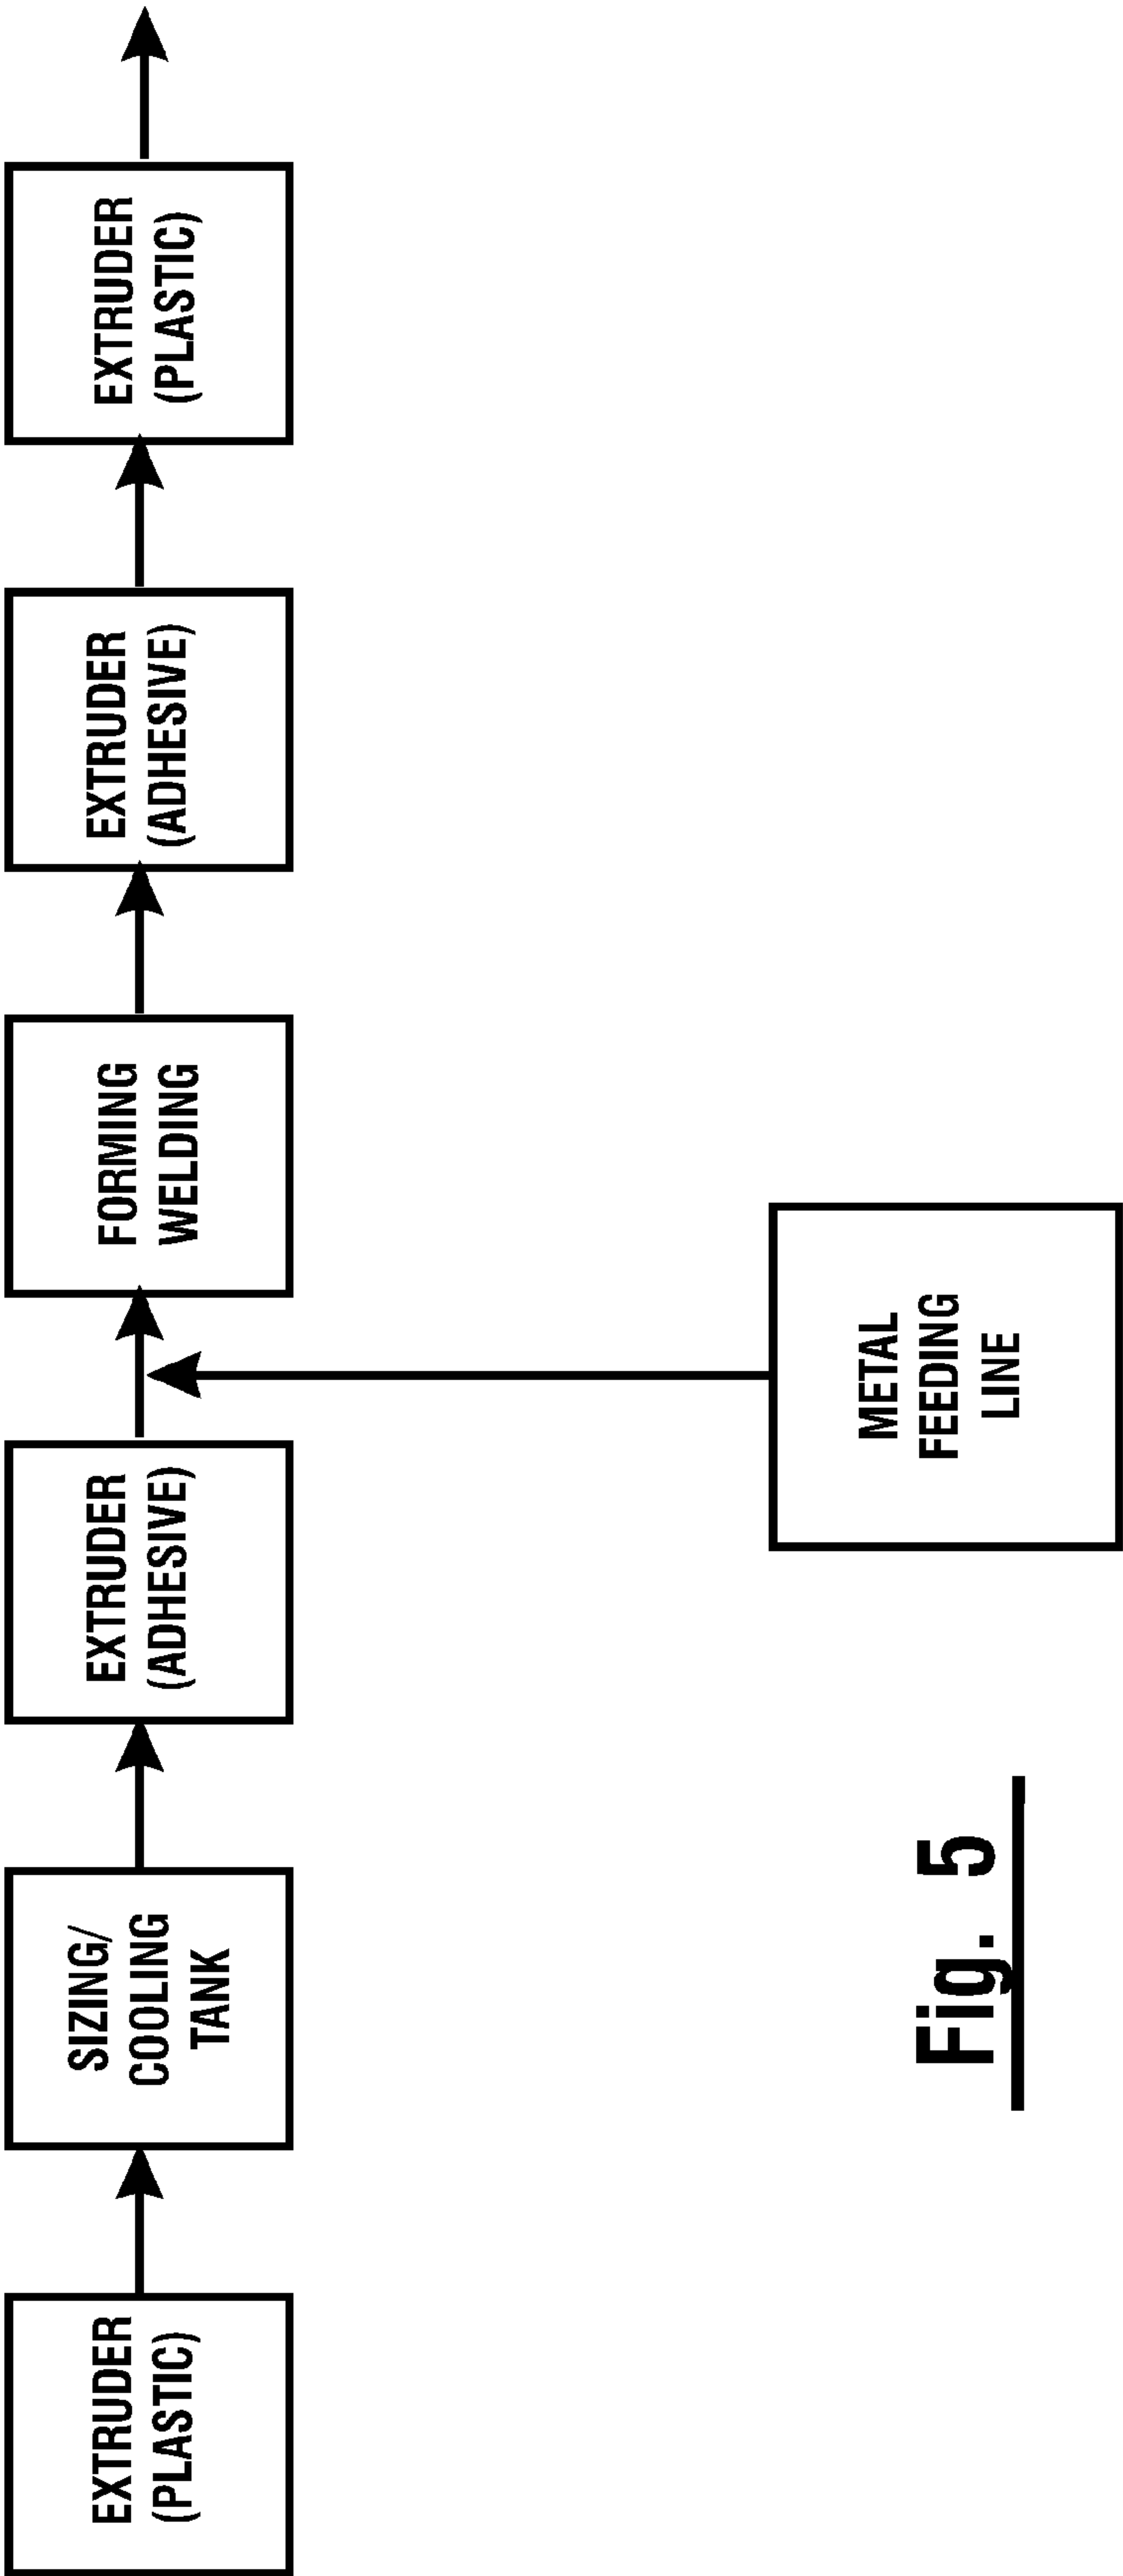 EXTRUDER
(PLASTIC)
SIZING/
COOLING
TANK
EXTRUDER
(ADHESIVE)
FORMING
WELDING
EXTRUDER
(ADHESIVE)
EXTRUDER
(PLASTIC)
METAL
FEEDING
LINE
Fig. 5